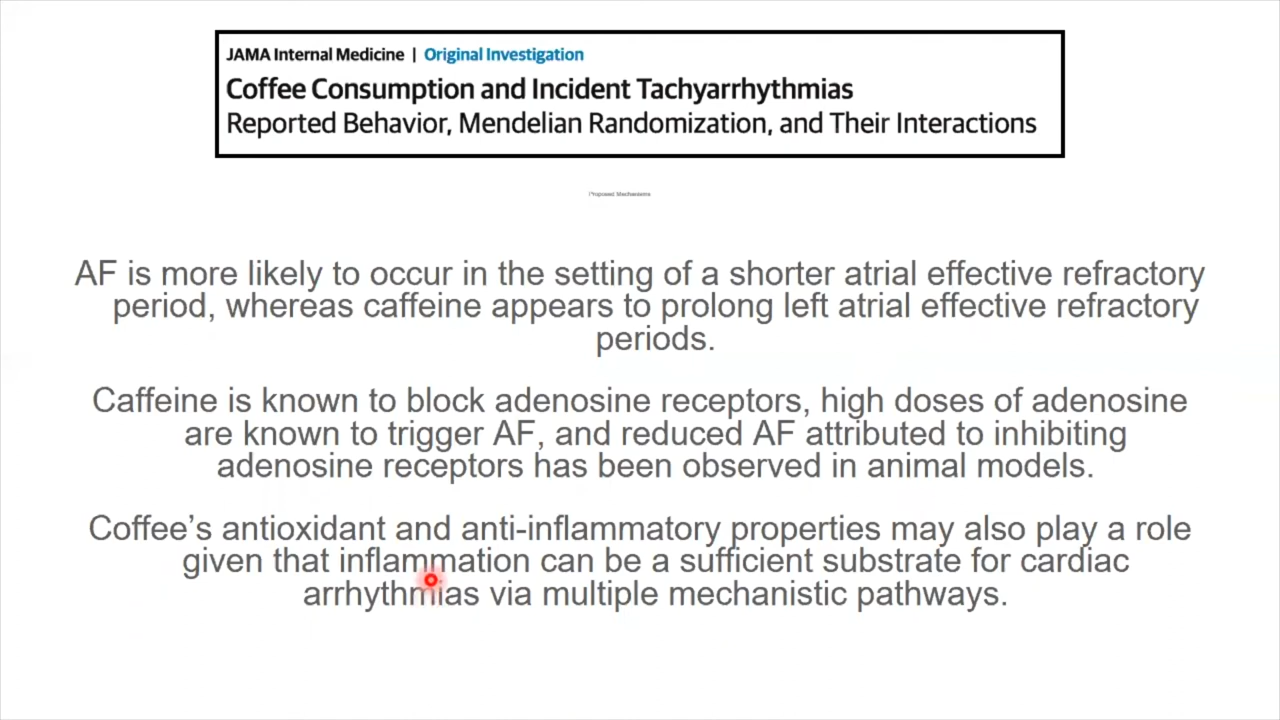 JAMA Internal Medicine | Original Investigation
Coffee Consumption and Incident Tachyarrhythmias
Reported Behavior, Mendelian Randomization, and Their Interactions
Proposed Mechanisms
AF is more likely to occur in the setting of a shorter atrial effective refractory
period, whereas caffeine appears to prolong left atrial effective refractory
periods.
Caffeine is known to block adenosine receptors, high doses of adenosine
are known to trigger AF, and reduced AF attributed to inhibiting
adenosine receptors has been observed in animal models.
Coffee’s antioxidant and anti-inflammatory properties may also play a role
given that inflammation can be a sufficient substrate for cardiac
arrhythmias via multiple mechanistic pathways.